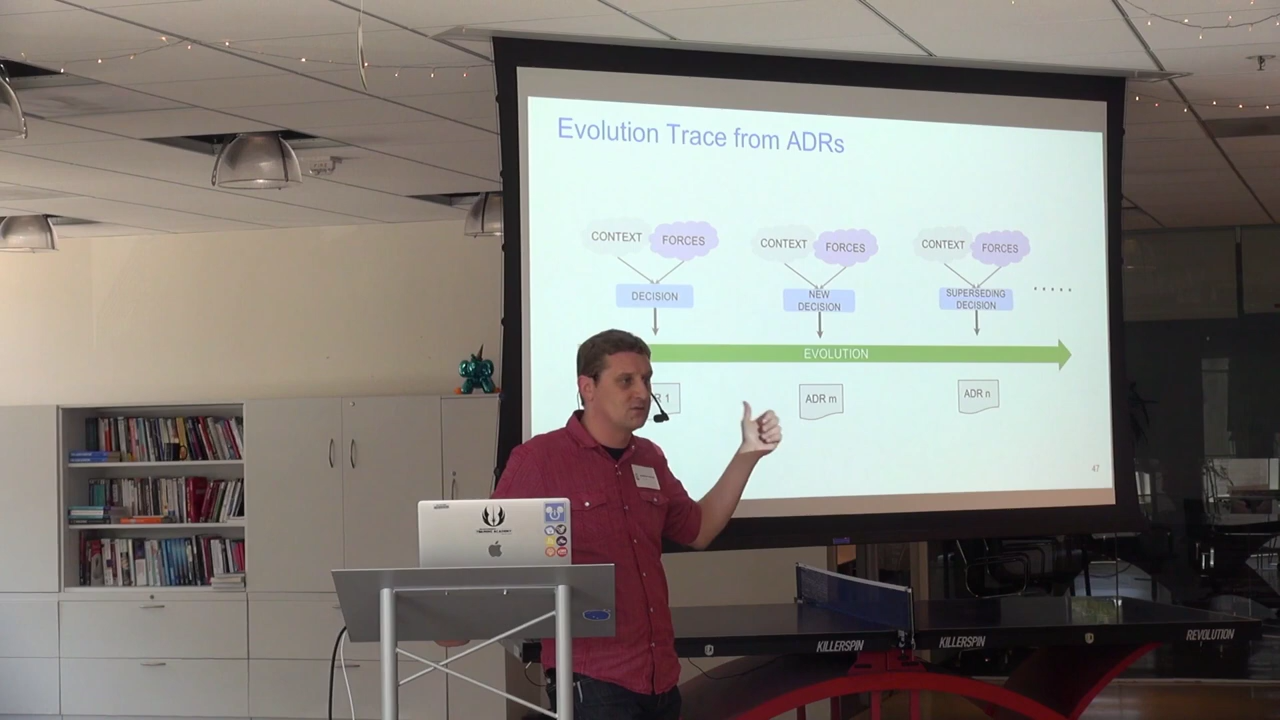 Evolution Trace from ADRs
CONTEXT
FORCES
CONTEXT
FORCES
CONTEXT
FORCES
DECISION
NEW
DECISION
SUPERSEDING
DECISION
.....
EVOLUTION
R 1
ADR m
ADR n
47
KILLERSPIN
KILLERSPIN
REVOLUTION